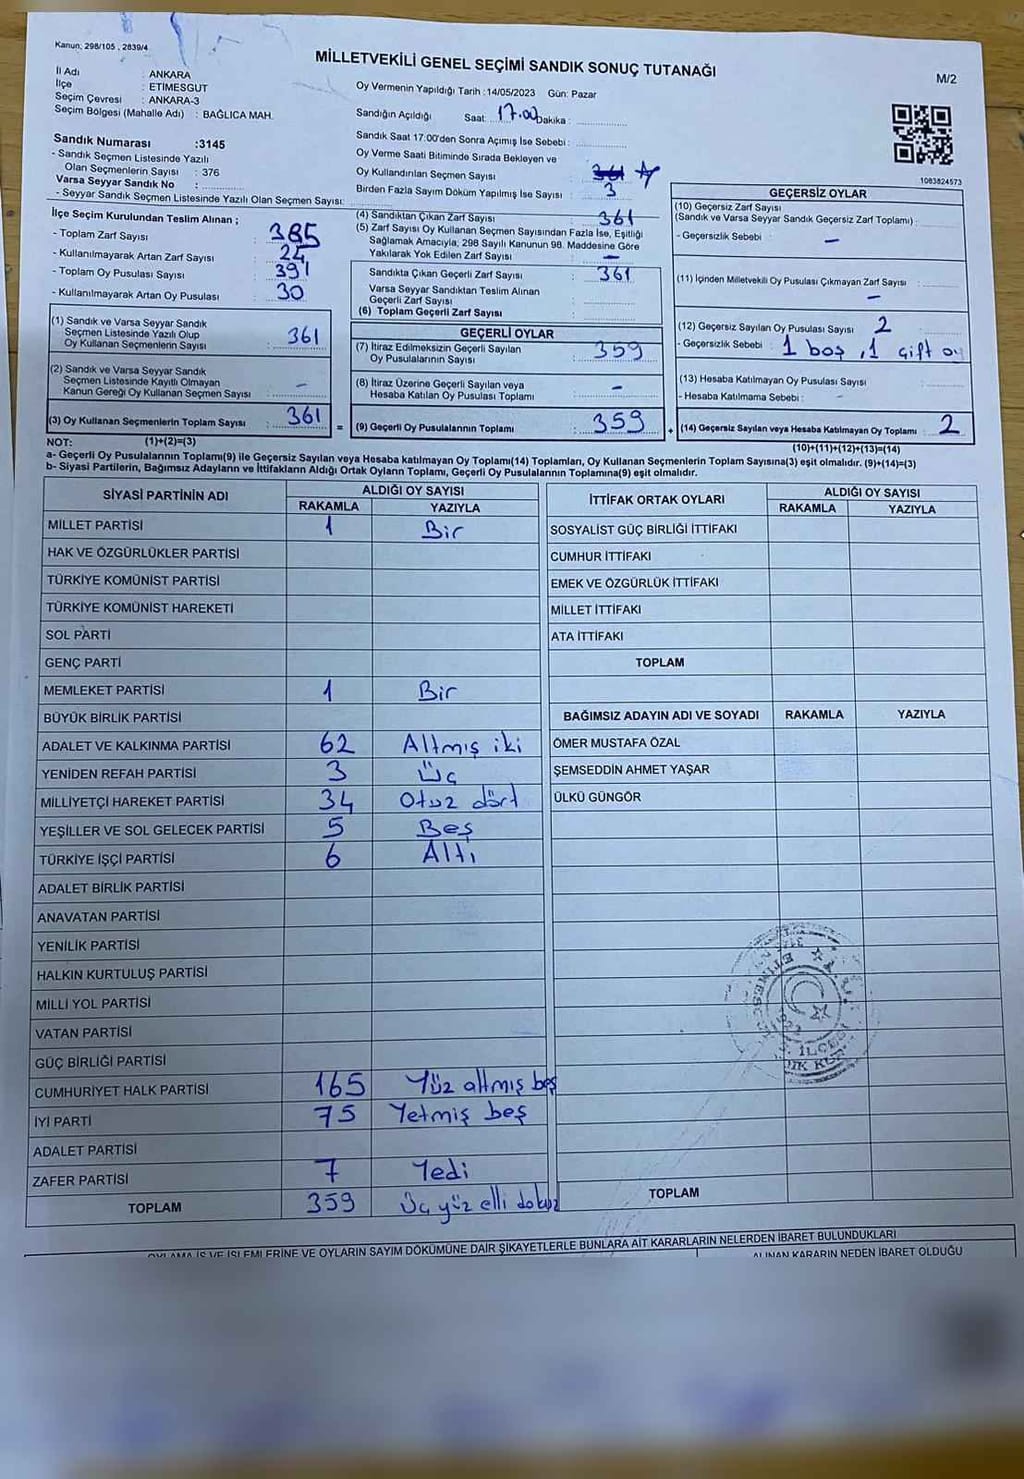 Kanun; 298/105 , 2839/4
MİLLETVEKİLİ GENEL SEÇİMİ SANDIK SONUÇ TUTANAĞI
M/2
İl Adı : ANKARA
İlçe : ETIMESGUT
Seçim Çevresi : ANKARA-3
Seçim Bölgesi (Mahalle Adı) : BAĞLICA MAH.
Oy Vermenin Yapıldığı Tarih :14/05/2023 Gün: Pazar
Sandığın Açıldığı Saat: 17.00 Dakika :
Sandık Saat 17:00'den Sonra Açımış İse Sebebi :
Sandık Numarası :3145
- Sandık Seçmen Listesinde Yazılı
Olan Seçmenlerin Sayısı : 376
Varsa Seyyar Sandık No :
- Seyyar Sandık Seçmen Listesinde Yazılı Olan Seçmen Sayısı:
Oy Verme Saati Bitiminde Sırada Bekleyen ve
Oy Kullandırılan Seçmen Sayısı
Birden Fazla Sayım Döküm Yapılmış İse Sayısı : 3
1083824573
İlçe Seçim Kurulundan Teslim Alınan ;
- Toplam Zarf Sayısı : 385
- Kullanılmayarak Artan Zarf Sayısı : 24
- Toplam Oy Pusulası Sayısı : 391
- Kullanılmayarak Artan Oy Pusulası : 30
(1) Sandık ve Varsa Seyyar Sandık
Seçmen Listesinde Yazılı Olup
Oy Kullanan Seçmenlerin Sayısı : 361
(2) Sandık ve Varsa Seyyar Sandık
Seçmen Listesinde Kayıtlı Olmayan
Kanun Gereği Oy Kullanan Seçmen Sayısı : -
(3) Oy Kullanan Seçmenlerin Toplam Sayısı : 361 =
(4) Sandıktan Çıkan Zarf Sayısı : 361
(5) Zarf Sayısı Oy Kullanan Seçmen Sayısından Fazla İse, Eşitliği
Sağlamak Amacıyla, 298 Sayılı Kanunun 98. Maddesine Göre
Yakılarak Yok Edilen Zarf Sayısı : -
Sandıkta Çıkan Geçerli Zarf Sayısı : 361
Varsa Seyyar Sandıktan Teslim Alınan
Geçerli Zarf Sayısı
(6) Toplam Geçerli Zarf Sayısı
GEÇERLİ OYLAR
(7) İtiraz Edilmeksizin Geçerli Sayılan
Oy Pusulalarının Sayısı : 359
(8) İtiraz Üzerine Geçerli Sayılan veya
Hesaba Katılan Oy Pusulası Toplamı : -
(9) Geçerli Oy Pusulalarının Toplamı : 359 +
GEÇERSİZ OYLAR
(10) Geçersiz Zarf Sayısı
(Sandık ve Varsa Seyyar Sandık Geçersiz Zarf Toplamı) :
- Geçersizlik Sebebi : -
(11) İçinden Milletvekili Oy Pusulası Çıkmayan Zarf Sayısı : -
(12) Geçersiz Sayılan Oy Pusulası Sayısı : 2
- Geçersizlik Sebebi : 1 boş , 1 çift oy
(13) Hesaba Katılmayan Oy Pusulası Sayısı :
- Hesaba Katılmama Sebebi : -
(14) Geçersiz Sayılan veya Hesaba Katılmayan Oy Toplamı : 2
NOT: (1)+(2)=(3)
(10)+(11)+(12)+(13)=(14)
a- Geçerli Oy Pusulalarının Toplamı(9) ile Geçersiz Sayılan veya Hesaba katılmayan Oy Toplamı(14) Toplamları, Oy Kullanan Seçmenlerin Toplam Sayısına(3) eşit olmalıdır. (9)+(14)=(3)
b- Siyasi Partilerin, Bağımsız Adayların ve İttifakların Aldığı Ortak Oyların Toplamı, Geçerli Oy Pusulalarının Toplamına(9) eşit olmalıdır.
SİYASİ PARTİNİN ADI ALDIĞI OY SAYISI
RAKAMLA YAZIYLA
MİLLET PARTİSİ 1 Bir
HAK VE ÖZGÜRLÜKLER PARTİSİ
TÜRKİYE KOMÜNİST PARTİSİ
TÜRKİYE KOMÜNİST HAREKETİ
SOL PARTİ
GENÇ PARTİ
MEMLEKET PARTİSİ 1 Bir
BÜYÜK BİRLİK PARTİSİ
ADALET VE KALKINMA PARTİSİ 62 Altmış iki
YENİDEN REFAH PARTİSİ 3 Üç
MİLLİYETÇİ HAREKET PARTİSİ 34 Otuz dört
YEŞİLLER VE SOL GELECEK PARTİSİ 5 Beş
TÜRKİYE İŞÇİ PARTİSİ 6 Altı
ADALET BİRLİK PARTİSİ
ANAVATAN PARTİSİ
YENİLİK PARTİSİ
HALKIN KURTULUŞ PARTİSİ
MİLLİ YOL PARTİSİ
VATAN PARTİSİ
GÜÇ BİRLİĞİ PARTİSİ
CUMHURİYET HALK PARTİSİ 165 Yüz altmış beş
İYİ PARTİ 75 Yetmiş beş
ADALET PARTİSİ
ZAFER PARTİSİ 7 Yedi
TOPLAM 359 Üç yüz elli dokuz
İTTİFAK ORTAK OYLARI ALDIĞI OY SAYISI
RAKAMLA YAZIYLA
SOSYALİST GÜÇ BİRLİĞİ İTTİFAKI
CUMHUR İTTİFAKI
EMEK VE ÖZGÜRLÜK İTTİFAKI
MİLLET İTTİFAKI
ATA İTTİFAKI
TOPLAM
BAĞIMSIZ ADAYIN ADI VE SOYADI RAKAMLA YAZIYLA
ÖMER MUSTAFA ÖZAL
ŞEMSEDDİN AHMET YAŞAR
ÜLKÜ GÜNGÖR
TOPLAM
OYLAMA İŞ VE İŞLEMLERİNE VE OYLARIN SAYIM DÖKÜMÜNE DAİR ŞİKAYETLERLE BUNLARA AİT KARARLARIN NELERDEN İBARET BULUNDUKLARI
ALINAN KARARIN NEDEN İBARET OLDUĞU